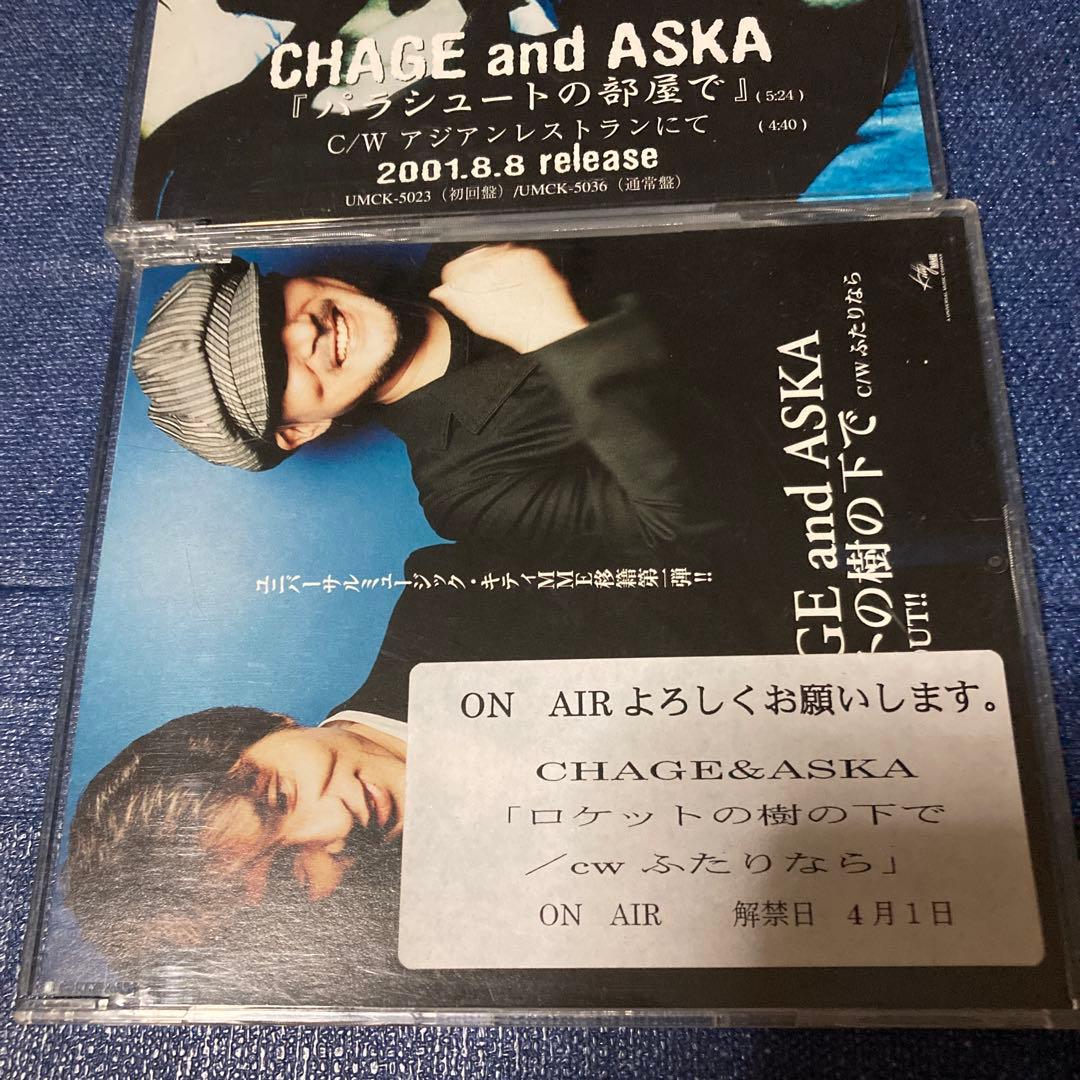 CHAGE and ASKA
『パラシュートの部屋で』(5:24)
C/W アジアンレストランにて (4:40)
2001.8.8 release
UMCK-5023（初回盤）/UMCK-5036（通常盤）
Kitty MME
A UNIVERSAL MUSIC COMPANY
GE and ASKA
の樹の下で C/W ふたりなら
OUT!!
ユニバーサルミュージック・キティMME移籍第一弾!!
ON AIRよろしくお願いします。
CHAGE&ASKA
「ロケットの樹の下で
／cw ふたりなら」
ON AIR 解禁日 4月1日